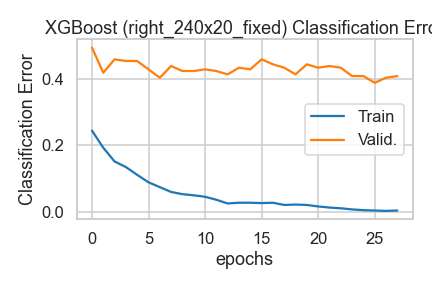 XGBoost (right_240x20_fixed) Classification Erro
Classification Error
0.4
0.2
0.0
Train
Valid.
0 5 10 15 20 25
epochs